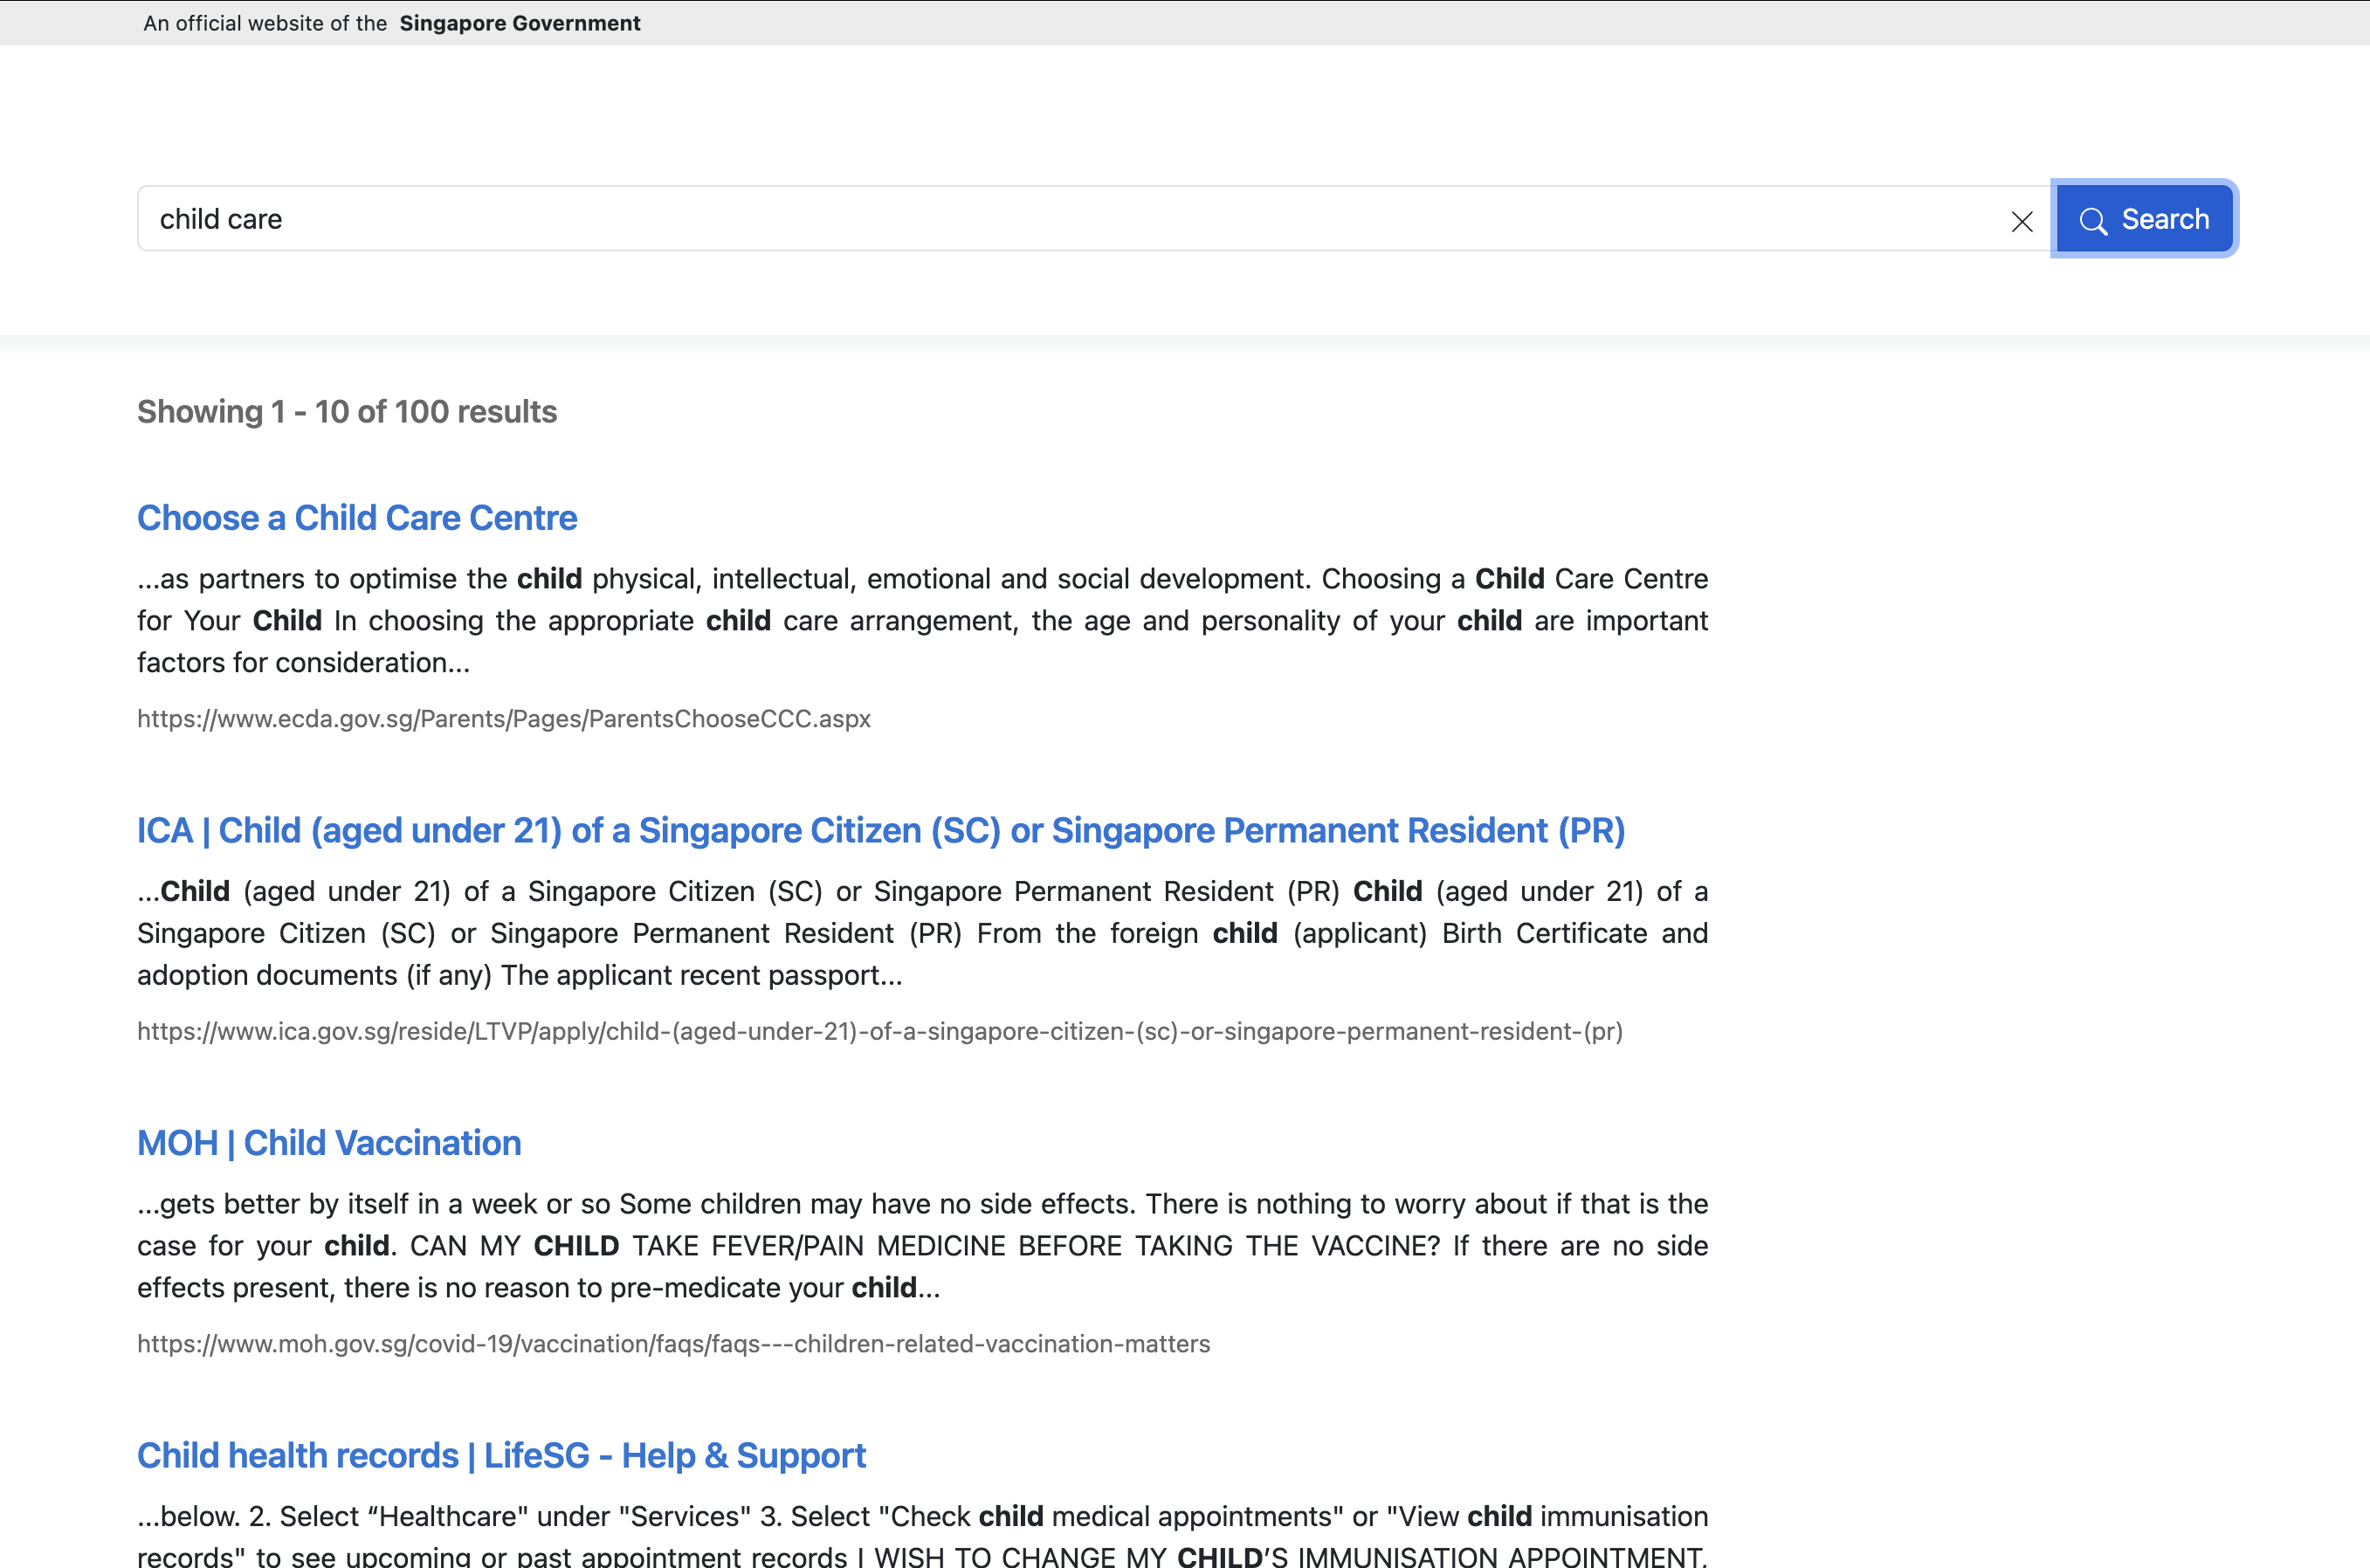 An official website of the Singapore Government
child care
Search
Showing 1 - 10 of 100 results
Choose a Child Care Centre
...as partners to optimise the child physical, intellectual, emotional and social development. Choosing a Child Care Centre
for Your Child In choosing the appropriate child care arrangement, the age and personality of your child are important
factors for consideration...
https://www.ecda.gov.sg/Parents/Pages/ParentsChooseCCC.aspx
ICA | Child (aged under 21) of a Singapore Citizen (SC) or Singapore Permanent Resident (PR)
...Child (aged under 21) of a Singapore Citizen (SC) or Singapore Permanent Resident (PR) Child (aged under 21) of a
Singapore Citizen (SC) or Singapore Permanent Resident (PR) From the foreign child (applicant) Birth Certificate and
adoption documents (if any) The applicant recent passport...
https://www.ica.gov.sg/reside/LTVP/apply/child-(aged-under-21)-of-a-singapore-citizen-(sc)-or-singapore-permanent-resident-(pr)
MOH | Child Vaccination
...gets better by itself in a week or so Some children may have no side effects. There is nothing to worry about if that is the
case for your child. CAN MY CHILD TAKE FEVER/PAIN MEDICINE BEFORE TAKING THE VACCINE? If there are no side
effects present, there is no reason to pre-medicate your child...
https://www.moh.gov.sg/covid-19/vaccination/faqs/faqs---children-related-vaccination-matters
Child health records | LifeSG - Help & Support
...below. 2. Select “Healthcare" under "Services" 3. Select "Check child medical appointments" or "View child immunisation
records" to see upcoming or past appointment records I WISH TO CHANGE MY CHILD’S IMMUNISATION APPOINTMENT,